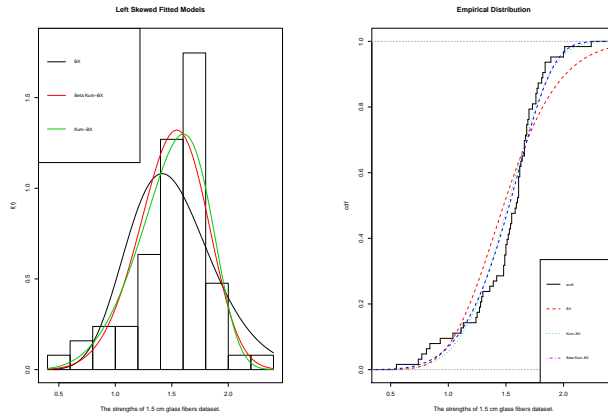 Left Skewed Fitted Models
f(t)
0.0
0.5
1.0
1.5
BX
Beta Kum−BX
Kum−BX
0.5
1.0
1.5
2.0
The strengths of 1.5 cm glass fibers dataset.
Empirical Distribution
cdf
0.0
0.2
0.4
0.6
0.8
1.0
ecdf
BX
Kum−BX
Beta Kum−BX
0.5
1.0
1.5
2.0
The strengths of 1.5 cm glass fibers dataset.